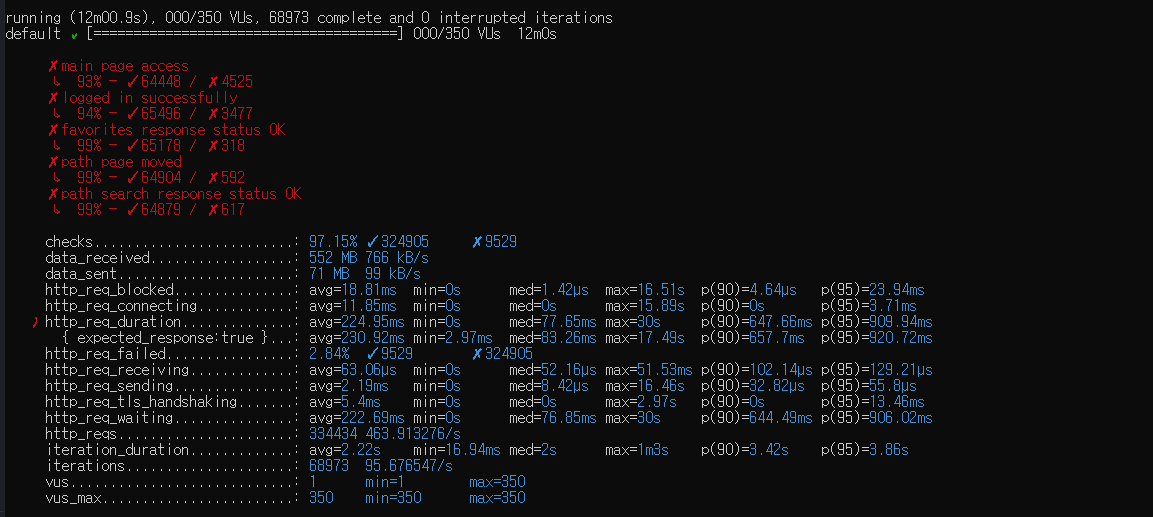 running (12m00.9s), 000/350 VUs, 68973 complete and 0 interrupted iterations
default ✓ [======================================] 000/350 VUs  12m0s
✗ main page access
↳  93% — ✓ 64448 / ✗ 4525
✗ logged in successfully
↳  94% — ✓ 65496 / ✗ 3477
✗ favorites response status OK
↳  99% — ✓ 65178 / ✗ 318
✗ path page moved
↳  99% — ✓ 64904 / ✗ 592
✗ path search response status OK
↳  99% — ✓ 64879 / ✗ 617
checks.........................: 97.15% ✓ 324905     ✗ 9529
data_received..................: 552 MB 766 kB/s
data_sent......................: 71 MB  99 kB/s
http_req_blocked...............: avg=18.81ms  min=0s     med=1.42µs  max=16.51s  p(90)=4.64µs   p(95)=23.94ms
http_req_connecting............: avg=11.85ms  min=0s     med=0s      max=15.89s  p(90)=0s       p(95)=3.71ms
✗ http_req_duration..............: avg=224.95ms min=0s     med=77.65ms max=30s     p(90)=647.66ms p(95)=909.94ms
{ expected_response:true }...: avg=230.92ms min=2.97ms med=83.26ms max=17.49s  p(90)=657.7ms  p(95)=920.72ms
http_req_failed................: 2.84%  ✓ 9529       ✗ 324905
http_req_receiving.............: avg=63.06µs  min=0s     med=52.16µs max=51.53ms p(90)=102.14µs p(95)=129.21µs
http_req_sending...............: avg=2.19ms   min=0s     med=8.42µs  max=16.46s  p(90)=32.82µs  p(95)=55.8µs
http_req_tls_handshaking.......: avg=5.4ms    min=0s     med=0s      max=2.97s   p(90)=0s       p(95)=13.46ms
http_req_waiting...............: avg=222.69ms min=0s     med=76.85ms max=30s     p(90)=644.49ms p(95)=906.02ms
http_reqs......................: 334434 463.913276/s
iteration_duration.............: avg=2.22s    min=16.94ms med=2s      max=1m3s    p(90)=3.42s    p(95)=3.86s
iterations.....................: 68973  95.676547/s
vus............................: 1      min=1        max=350
vus_max........................: 350    min=350      max=350